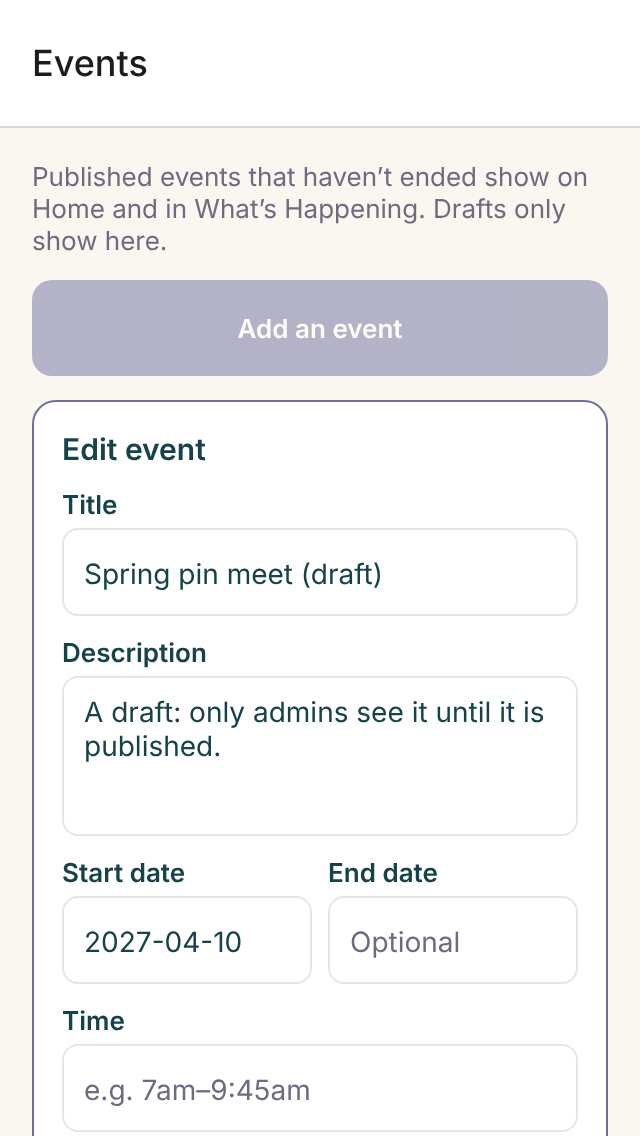 Events
Published events that haven’t ended show on
Home and in What’s Happening. Drafts only
show here.
Add an event
Edit event
Title
Spring pin meet (draft)
Description
A draft: only admins see it until it is
published.
Start date
End date
2027-04-10
Optional
Time
e.g. 7am–9:45am